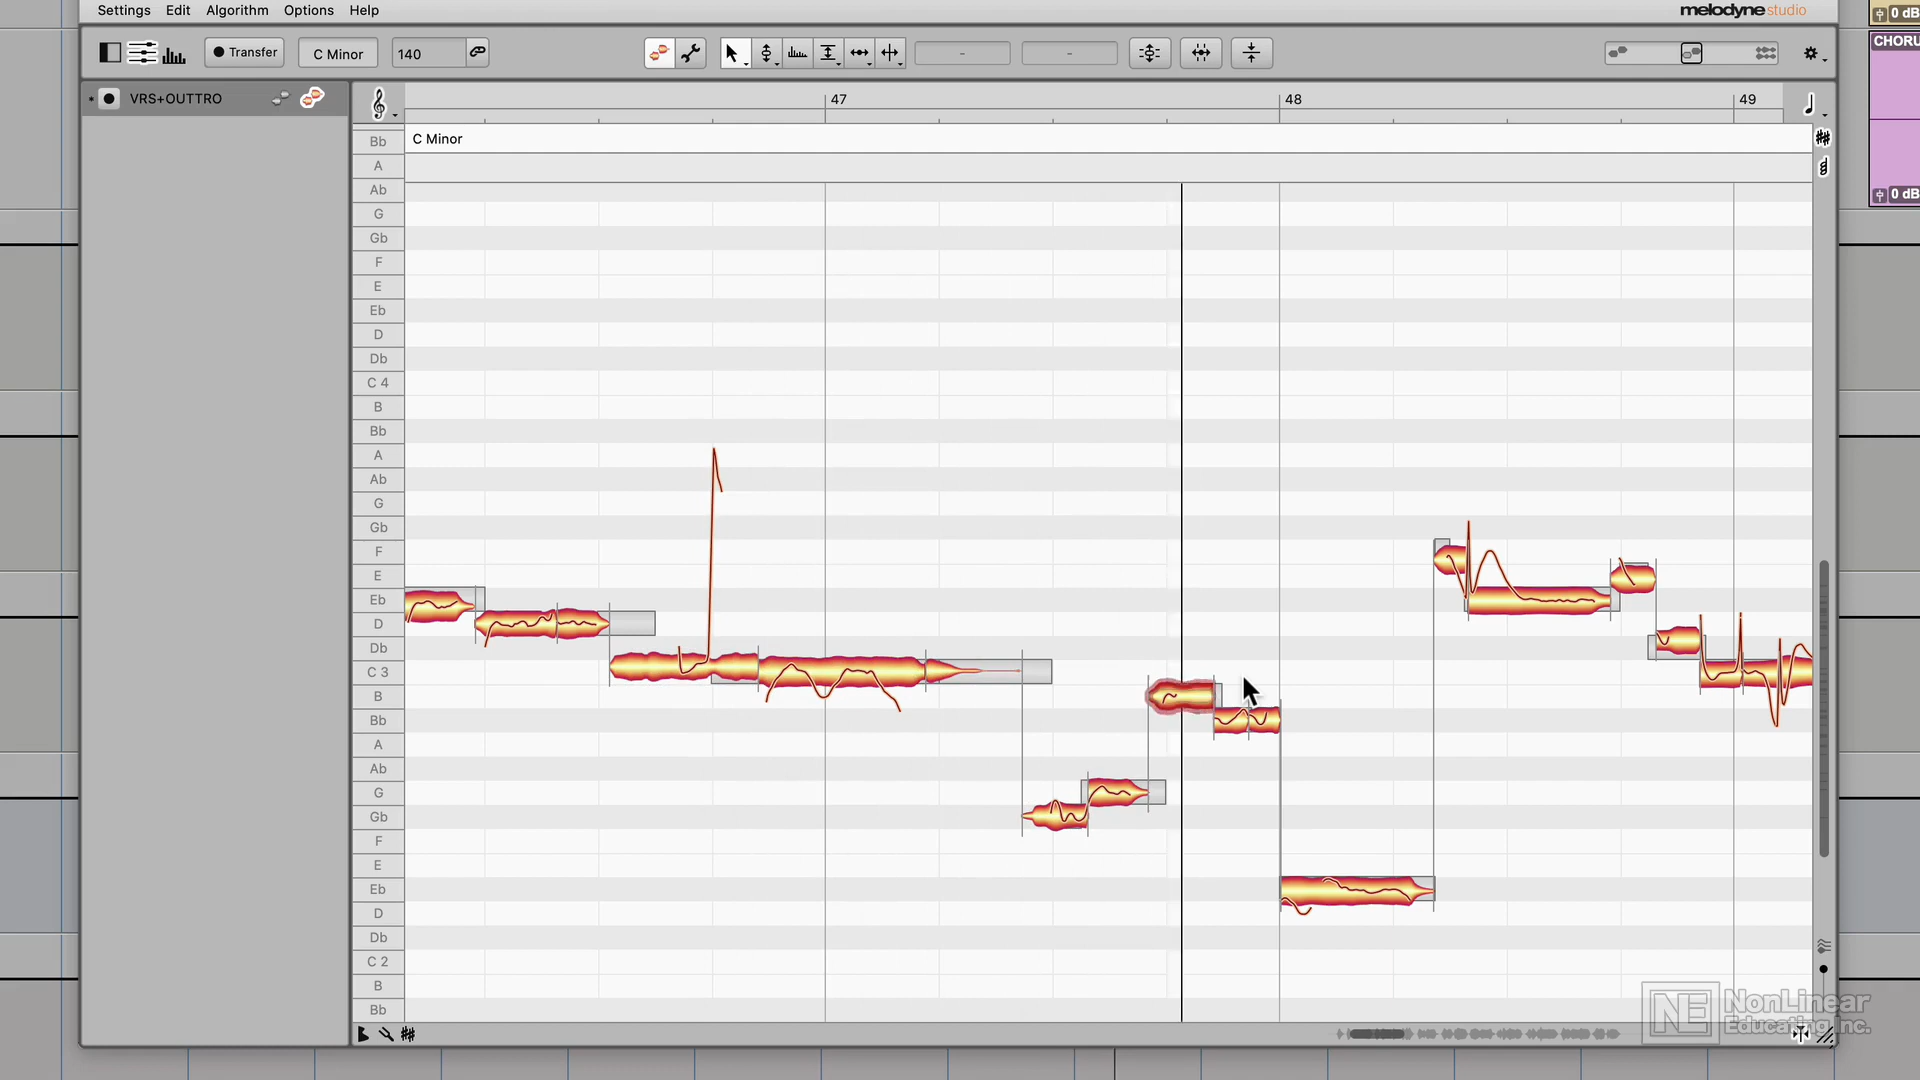 Settings Edit Algorithm Options Help
melodyne studio
0 dB
Transfer
C Minor
140
-
-
CHORU
VRS+OUTTRO
47
48
49
Bb
C Minor
A
Ab
0 dB
G
Gb
F
E
Eb
D
Db
C 4
B
Bb
A
Ab
G
Gb
F
E
Eb
D
Db
C 3
B
Bb
A
Ab
G
Gb
F
E
Eb
D
Db
C 2
B
Bb
NE
NonLinear
Educating Inc.